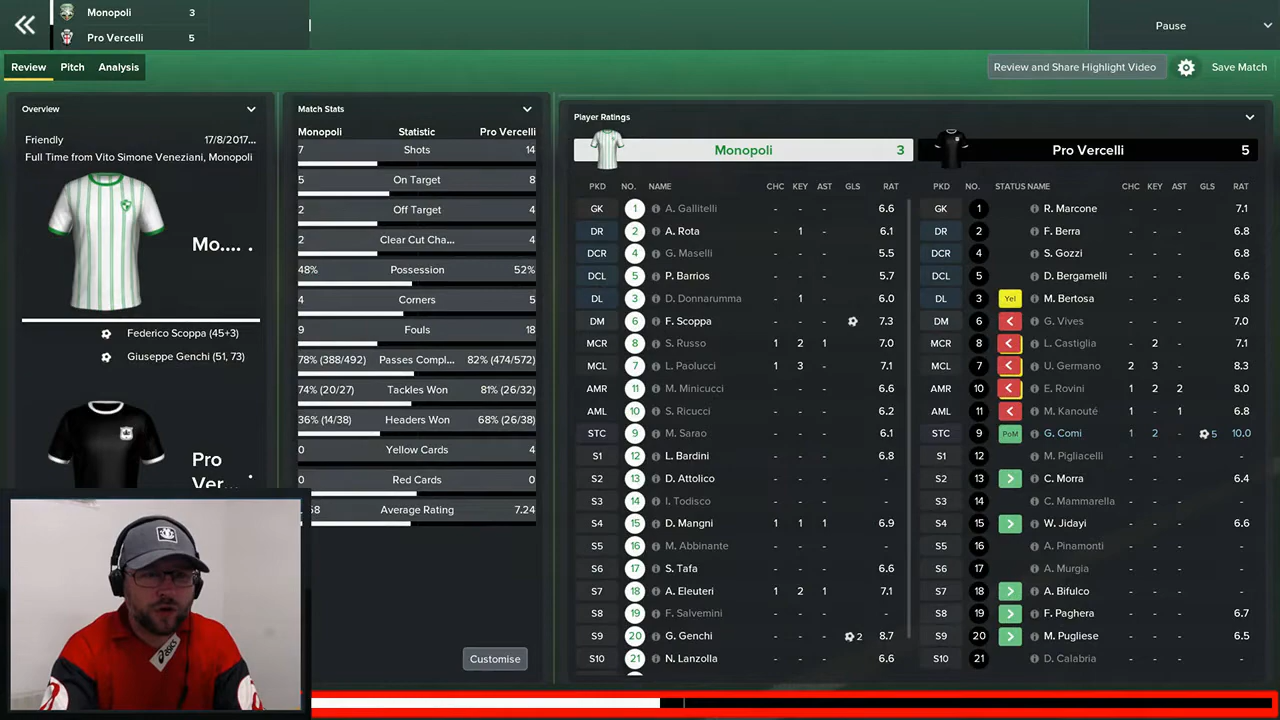 Monopoli 3
Pro Vercelli 5
Pause
Review Pitch Analysis
Review and Share Highlight Video
Save Match
Overview
Friendly 17/8/2017...
Full Time from Vito Simone Veneziani, Monopoli
Mo.... .
Federico Scoppa (45+3)
Giuseppe Genchi (51, 73)
Pro
Ver...
Match Stats
Monopoli Statistic Pro Vercelli
7 Shots 14
5 On Target 8
2 Off Target 4
2 Clear Cut Cha... 4
48% Possession 52%
4 Corners 5
9 Fouls 18
78% (388/492) Passes Compl... 82% (474/572)
74% (20/27) Tackles Won 81% (26/32)
36% (14/38) Headers Won 68% (26/38)
0 Yellow Cards 4
0 Red Cards 0
58 Average Rating 7.24
Customise
Player Ratings
Monopoli 3
PKD NO. NAME CHC KEY AST GLS RAT
GK 1 A. Gallitelli - - - 6.6
DR 2 A. Rota - 1 - 6.1
DCR 4 G. Maselli - - - 5.5
DCL 5 P. Barrios - - - 5.7
DL 3 D. Donnarumma - 1 - 6.0
DM 6 F. Scoppa - - - 7.3
MCR 8 S. Russo 1 2 1 7.0
MCL 7 L. Paolucci 1 3 - 7.1
AMR 11 M. Minicucci - - - 6.6
AML 10 S. Ricucci - - - 6.2
STC 9 M. Sarao - - - 6.1
S1 12 L. Bardini - - - 6.8
S2 13 D. Attolico - - - -
S3 14 I. Todisco - - - -
S4 15 D. Mangni 1 1 1 6.9
S5 16 M. Abbinante - - - -
S6 17 S. Tafa - - - 6.6
S7 18 A. Eleuteri 1 2 1 7.1
S8 19 F. Salvemini - - - -
S9 20 G. Genchi - - - 2 8.7
S10 21 N. Lanzolla - - - 6.6
Pro Vercelli 5
PKD NO. STATUS NAME CHC KEY AST GLS RAT
GK 1 R. Marcone - - - 7.1
DR 2 F. Berra - - - 6.8
DCR 4 S. Gozzi - - - 6.8
DCL 5 D. Bergamelli - - - 6.6
DL 3 Yel M. Bertosa - - - 6.8
DM 6 G. Vives - - - 7.0
MCR 8 L. Castiglia - 2 - 7.1
MCL 7 U. Germano 2 3 - 8.3
AMR 10 E. Rovini 1 2 2 8.0
AML 11 M. Kanouté 1 - 1 6.8
STC 9 PoM G. Comi 1 2 - 5 10.0
S1 12 M. Pigliacelli - - - -
S2 13 C. Morra - - - 6.4
S3 14 C. Mammarella - - - -
S4 15 W. Jidayi - - - 6.6
S5 16 A. Pinamonti - - - -
S6 17 A. Murgia - - - -
S7 18 A. Bifulco - - - -
S8 19 F. Paghera - - - 6.7
S9 20 M. Pugliese - - - 6.5
S10 21 D. Calabria - - - -
asics